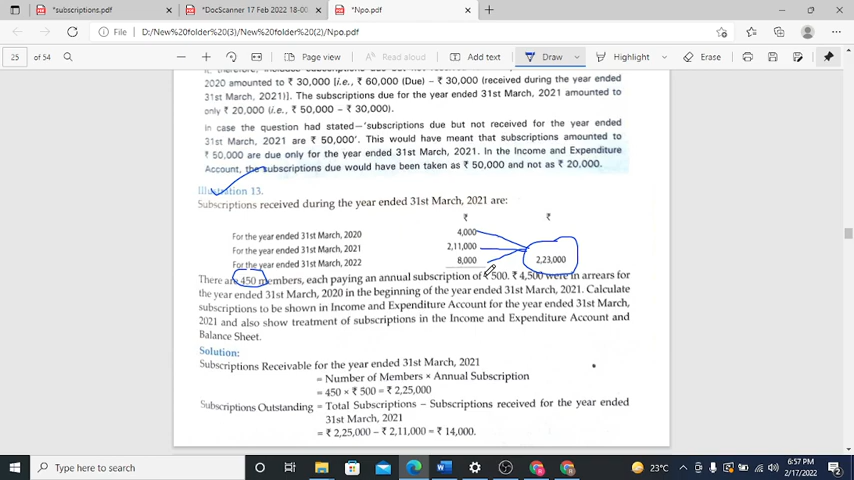 *subscriptions.pdf
*DocScanner 17 Feb 2022 18-00
*Npo.pdf
File
D:/New%20folder%20(3)/New%20folder%20(2)/Npo.pdf
25 of 54
Page view
Read aloud
Add text
Draw
Highlight
Erase
2020 amounted to ₹ 30,000 [i.e., ₹ 60,000 (Due) – ₹ 30,000 (received during the year ended
31st March, 2021)]. The subscriptions due for the year ended 31st March, 2021 amounted to
only ₹ 20,000 (i.e., ₹ 50,000 – ₹ 30,000).
In case the question had stated—'subscriptions due but not received for the year ended
31st March, 2021 are ₹ 50,000'. This would have meant that subscriptions amounted to
₹ 50,000 are due only for the year ended 31st March, 2021. In the Income and Expenditure
Account, the subscriptions due would have been taken as ₹ 50,000 and not as ₹ 20,000.
Illustration 13.
Subscriptions received during the year ended 31st March, 2021 are:
₹ ₹
For the year ended 31st March, 2020 4,000
For the year ended 31st March, 2021 2,11,000
For the year ended 31st March, 2022 8,000 2,23,000
There are 450 members, each paying an annual subscription of ₹ 500. ₹ 4,500 were in arrears for
the year ended 31st March, 2020 in the beginning of the year ended 31st March, 2021. Calculate
subscriptions to be shown in Income and Expenditure Account for the year ended 31st March,
2021 and also show treatment of subscriptions in the Income and Expenditure Account and
Balance Sheet.
Solution:
Subscriptions Receivable for the year ended 31st March, 2021
= Number of Members × Annual Subscription
= 450 × ₹ 500 = ₹ 2,25,000
Subscriptions Outstanding = Total Subscriptions – Subscriptions received for the year ended
31st March, 2021
= ₹ 2,25,000 – ₹ 2,11,000 = ₹ 14,000.
Type here to search
23°C
6:57 PM
2/17/2022
2